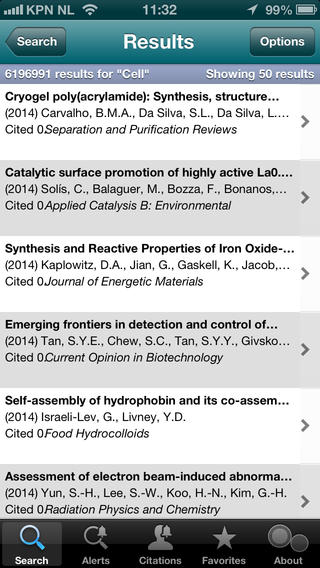 KPN NL 11:32 99%
Search Results Options
6196991 results for "Cell" Showing 50 results
Cryogel poly(acrylamide): Synthesis, structure…
(2014) Carvalho, B.M.A., Da Silva, S.L., Da Silva, L.…
Cited 0. Separation and Purification Reviews
Catalytic surface promotion of highly active La0.…
(2014) Solís, C., Balaguer, M., Bozza, F., Bonanos,…
Cited 0. Applied Catalysis B: Environmental
Synthesis and Reactive Properties of Iron Oxide-…
(2014) Kaplowitz, D.A., Jian, G., Gaskell, K., Jacob,…
Cited 0. Journal of Energetic Materials
Emerging frontiers in detection and control of…
(2014) Tan, S.Y.E., Chew, S.C., Tan, S.Y.Y., Givsko…
Cited 0. Current Opinion in Biotechnology
Self-assembly of hydrophobin and its co-assem…
(2014) Israeli-Lev, G., Livney, Y.D.
Cited 0. Food Hydrocolloids
Assessment of electron beam-induced abnorma…
(2014) Yun, S.-H., Lee, S.-W., Koo, H.-N., Kim, G.-H.
Cited 0. Radiation Physics and Chemistry
Search Alerts Citations Favorites About